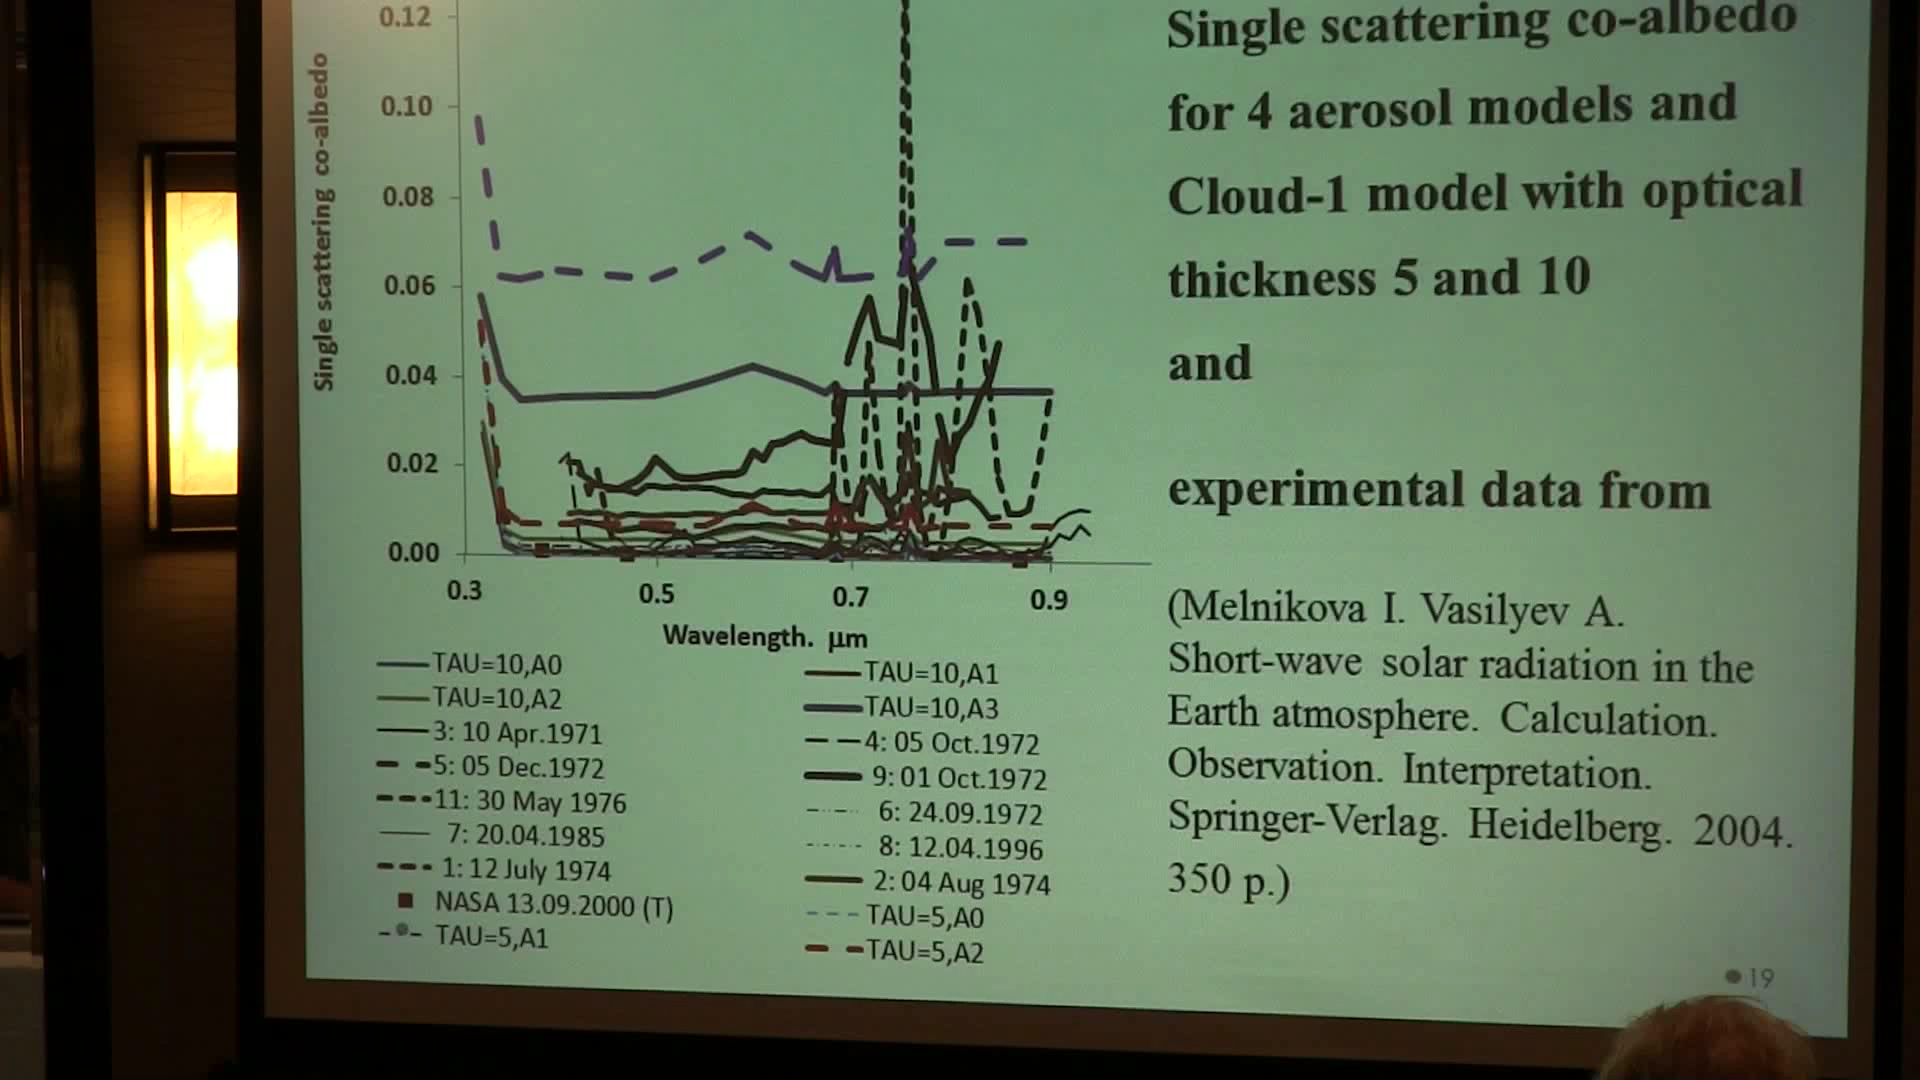 0.12
0.10
0.08
0.06
0.04
0.02
0.00
Single scattering co-albedo
0.3 0.5 0.7 0.9
Wavelength. μm
TAU=10,A0
TAU=10,A1
TAU=10,A2
TAU=10,A3
3: 10 Apr.1971
4: 05 Oct.1972
5: 05 Dec.1972
9: 01 Oct.1972
11: 30 May 1976
6: 24.09.1972
7: 20.04.1985
8: 12.04.1996
1: 12 July 1974
2: 04 Aug 1974
NASA 13.09.2000 (T)
TAU=5,A0
TAU=5,A1
TAU=5,A2
Single scattering co-albedo
for 4 aerosol models and
Cloud-1 model with optical
thickness 5 and 10
and
experimental data from
(Melnikova I. Vasilyev A.
Short-wave solar radiation in the
Earth atmosphere. Calculation.
Observation. Interpretation.
Springer-Verlag. Heidelberg. 2004.
350 p.)
19